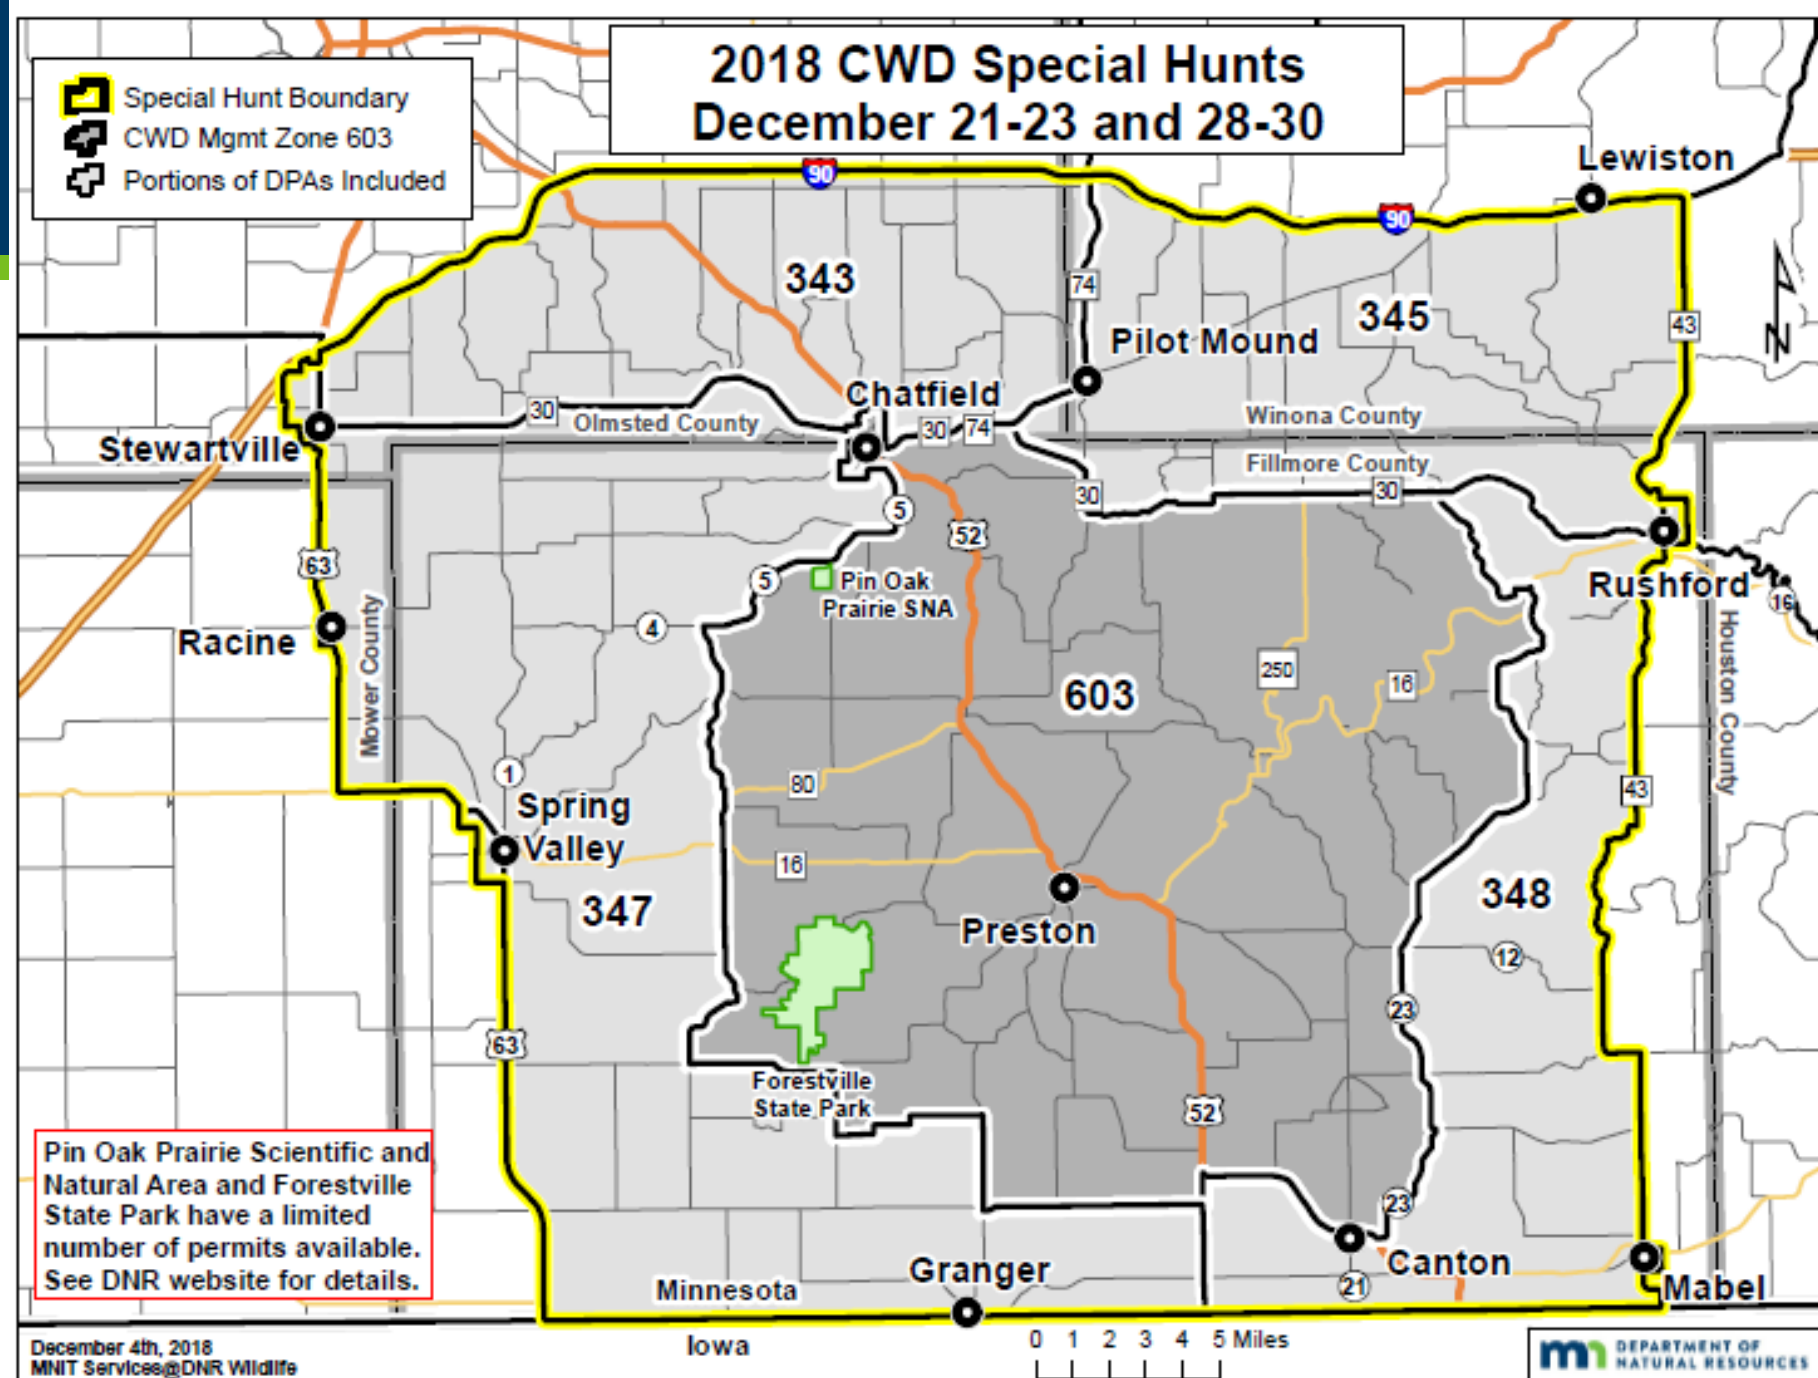 2018 CWD Special Hunts
December 21-23 and 28-30
Special Hunt Boundary
CWD Mgmt Zone 603
Portions of DPAs Included
90
Lewiston
90
343
74
345
43
Pilot Mound
Chatfield
30
Olmsted County
30
74
Winona County
Stewartville
Fillmore County
30
30
5
52
63
5
Pin Oak
Prairie SNA
Rushford
16
4
Racine
Mower County
Houston County
250
16
603
1
80
43
Spring
Valley
16
347
348
Preston
12
23
63
Forestville
State Park
52
23
Pin Oak Prairie Scientific and
Natural Area and Forestville
State Park have a limited
number of permits available.
See DNR website for details.
Granger
Canton
21
Mabel
Minnesota
Iowa
0 1 2 3 4 5 Miles
N
December 4th, 2018
MNIT Services@DNR Wildlife
mn DEPARTMENT OF
NATURAL RESOURCES